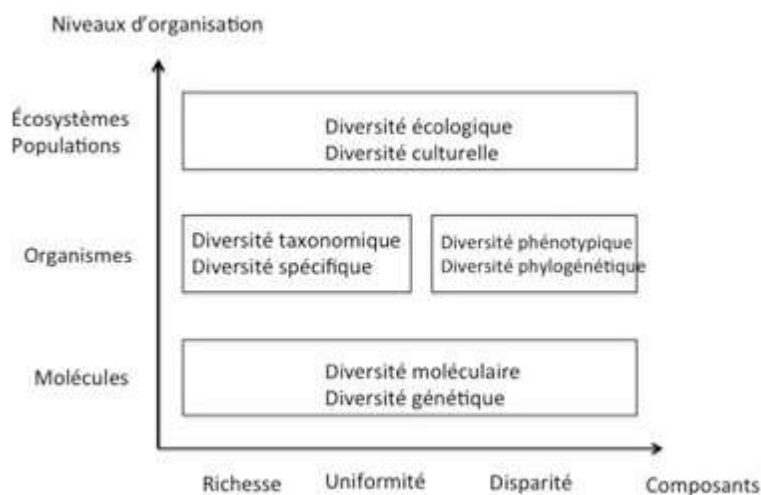 Niveaux d'organisation
Écosystèmes
Populations
Diversité écologique
Diversité culturelle
Organismes
Diversité taxonomique
Diversité spécifique
Diversité phénotypique
Diversité phylogénétique
Molécules
Diversité moléculaire
Diversité génétique
Richesse
Uniformité
Disparité
Composants